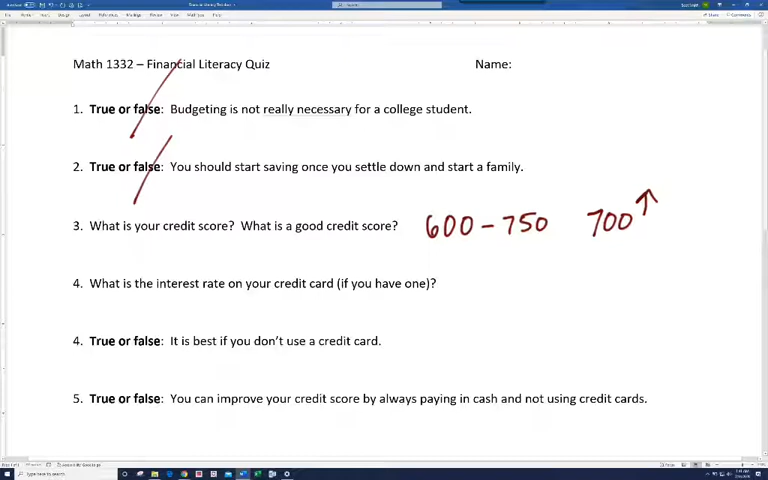 Math 1332 – Financial Literacy Quiz Name:
1. True or false: Budgeting is not really necessary for a college student.
2. True or false: You should start saving once you settle down and start a family.
3. What is your credit score? What is a good credit score? 600 – 750 700 ↑
4. What is the interest rate on your credit card (if you have one)?
4. True or false: It is best if you don't use a credit card.
5. True or false: You can improve your credit score by always paying in cash and not using credit cards.